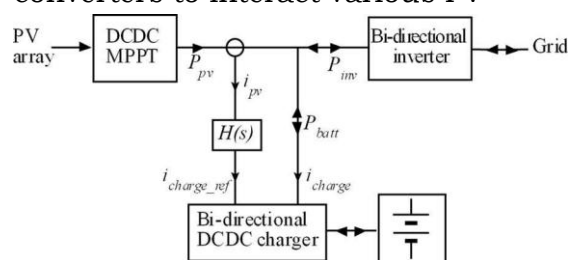 converters to interact various PV
PV
array
DCDC
MPPT
P_pv
P_inv
Bi-directional
inverter
Grid
i_pv
H(s)
P_batt
i_charge_ref
i_charge
Bi-directional
DCDC charger